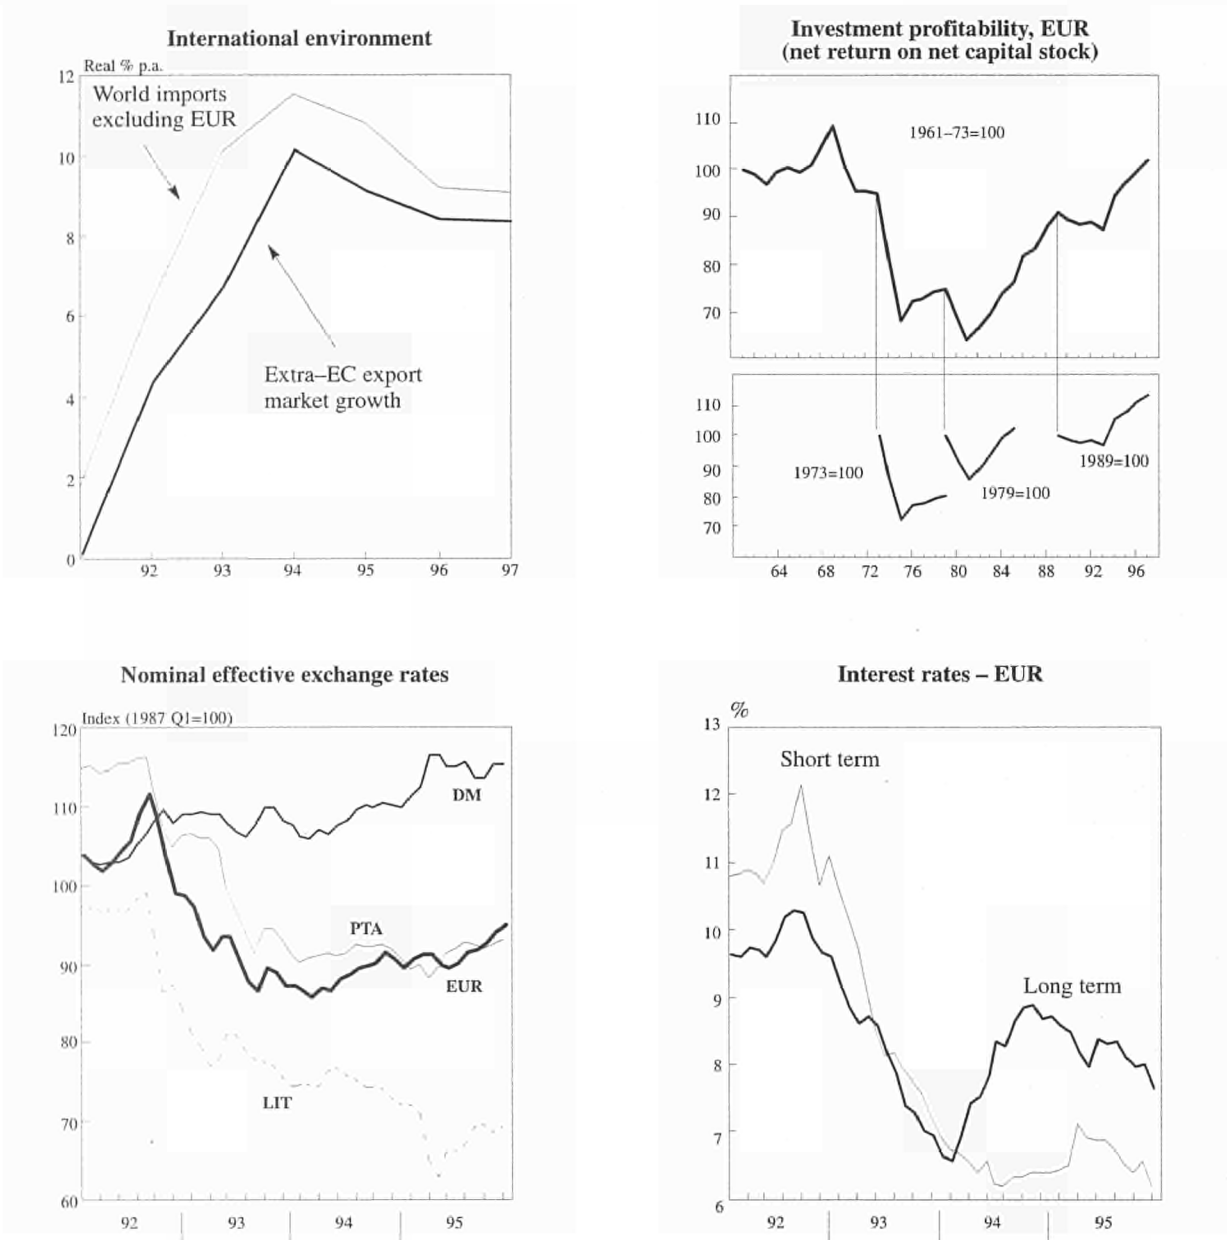 International environment
Real % p.a.
12
World imports
excluding EUR
10
8
6
Extra–EC export
market growth
4
2
0
92 93 94 95 96 97
Investment profitability, EUR
(net return on net capital stock)
110
1961–73=100
100
90
80
70
110
100
1989=100
90
1973=100
1979=100
80
70
64 68 72 76 80 84 88 92 96
Nominal effective exchange rates
Index (1987 Q1=100)
120
DM
110
100
PTA
90
EUR
80
LIT
70
60
92 93 94 95
Interest rates – EUR
%
13
Short term
12
11
10
Long term
9
8
7
6
92 93 94 95